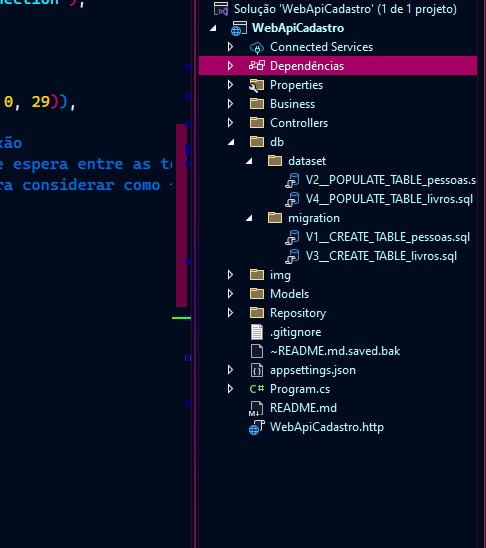 nection");
Solução 'WebApiCadastro' (1 de 1 projeto)
WebApiCadastro
Connected Services
Dependências
Properties
0, 29)),
Business
Controllers
xão
db
e espera entre as te
dataset
ra considerar como
V2__POPULATE_TABLE_pessoas.s
V4__POPULATE_TABLE_livros.sql
migration
V1__CREATE_TABLE_pessoas.sql
V3__CREATE_TABLE_livros.sql
img
Models
Repository
.gitignore
~README.md.saved.bak
appsettings.json
C# Program.cs
README.md
WebApiCadastro.http